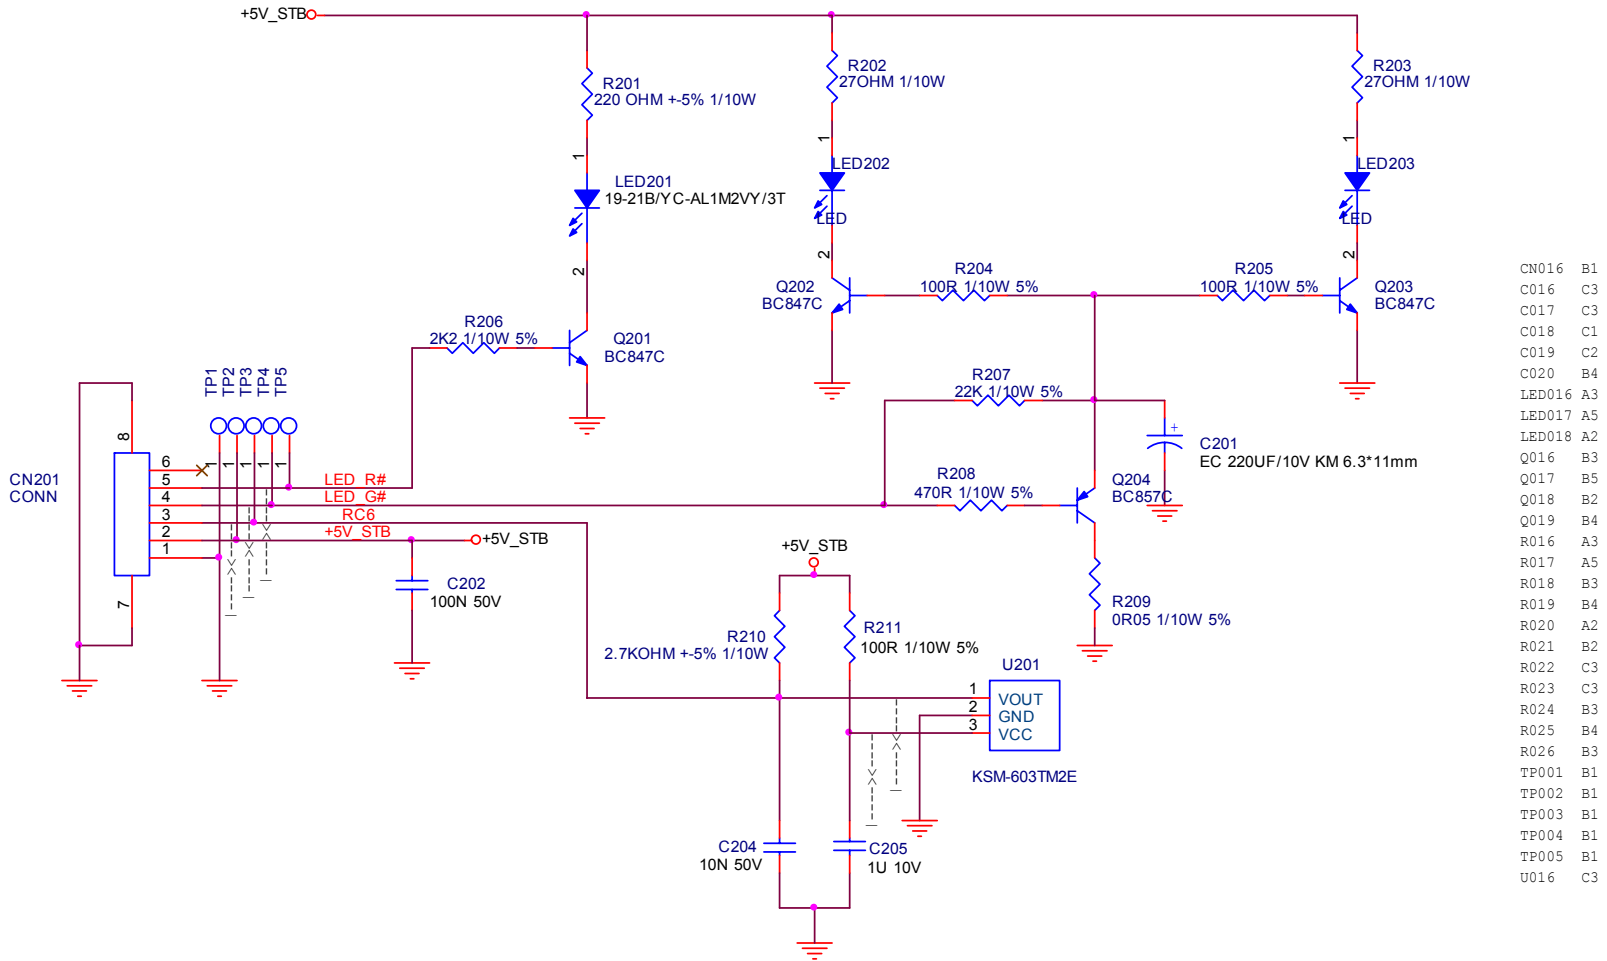 +5V_STB
R201
220 OHM +-5% 1/10W
R202
27OHM 1/10W
R203
27OHM 1/10W
1
1
1
LED201
19-21B/YC-AL1M2VY/3T
LED202
LED
LED203
LED
2
2
2
R204
100R 1/10W 5%
R205
100R 1/10W 5%
Q202
BC847C
Q203
BC847C
R206
2K2 1/10W 5%
Q201
BC847C
R207
22K 1/10W 5%
TP1
TP2
TP3
TP4
TP5
1
1
1
1
1
CN201
CONN
8
6
5
4
3
2
1
7
LED_R#
LED_G#
RC6
+5V_STB
+5V_STB
C201
EC 220UF/10V KM 6.3*11mm
+
R208
470R 1/10W 5%
Q204
BC857C
C202
100N 50V
R209
0R05 1/10W 5%
+5V_STB
R210
2.7KOHM +-5% 1/10W
R211
100R 1/10W 5%
U201
1
2
3
VOUT
GND
VCC
KSM-603TM2E
C204
10N 50V
C205
1U 10V
CN016 B1
C016 C3
C017 C3
C018 C1
C019 C2
C020 B4
LED016 A3
LED017 A5
LED018 A2
Q016 B3
Q017 B5
Q018 B2
Q019 B4
R016 A3
R017 A5
R018 B3
R019 B4
R020 A2
R021 B2
R022 C3
R023 C3
R024 B3
R025 B4
R026 B3
TP001 B1
TP002 B1
TP003 B1
TP004 B1
TP005 B1
U016 C3